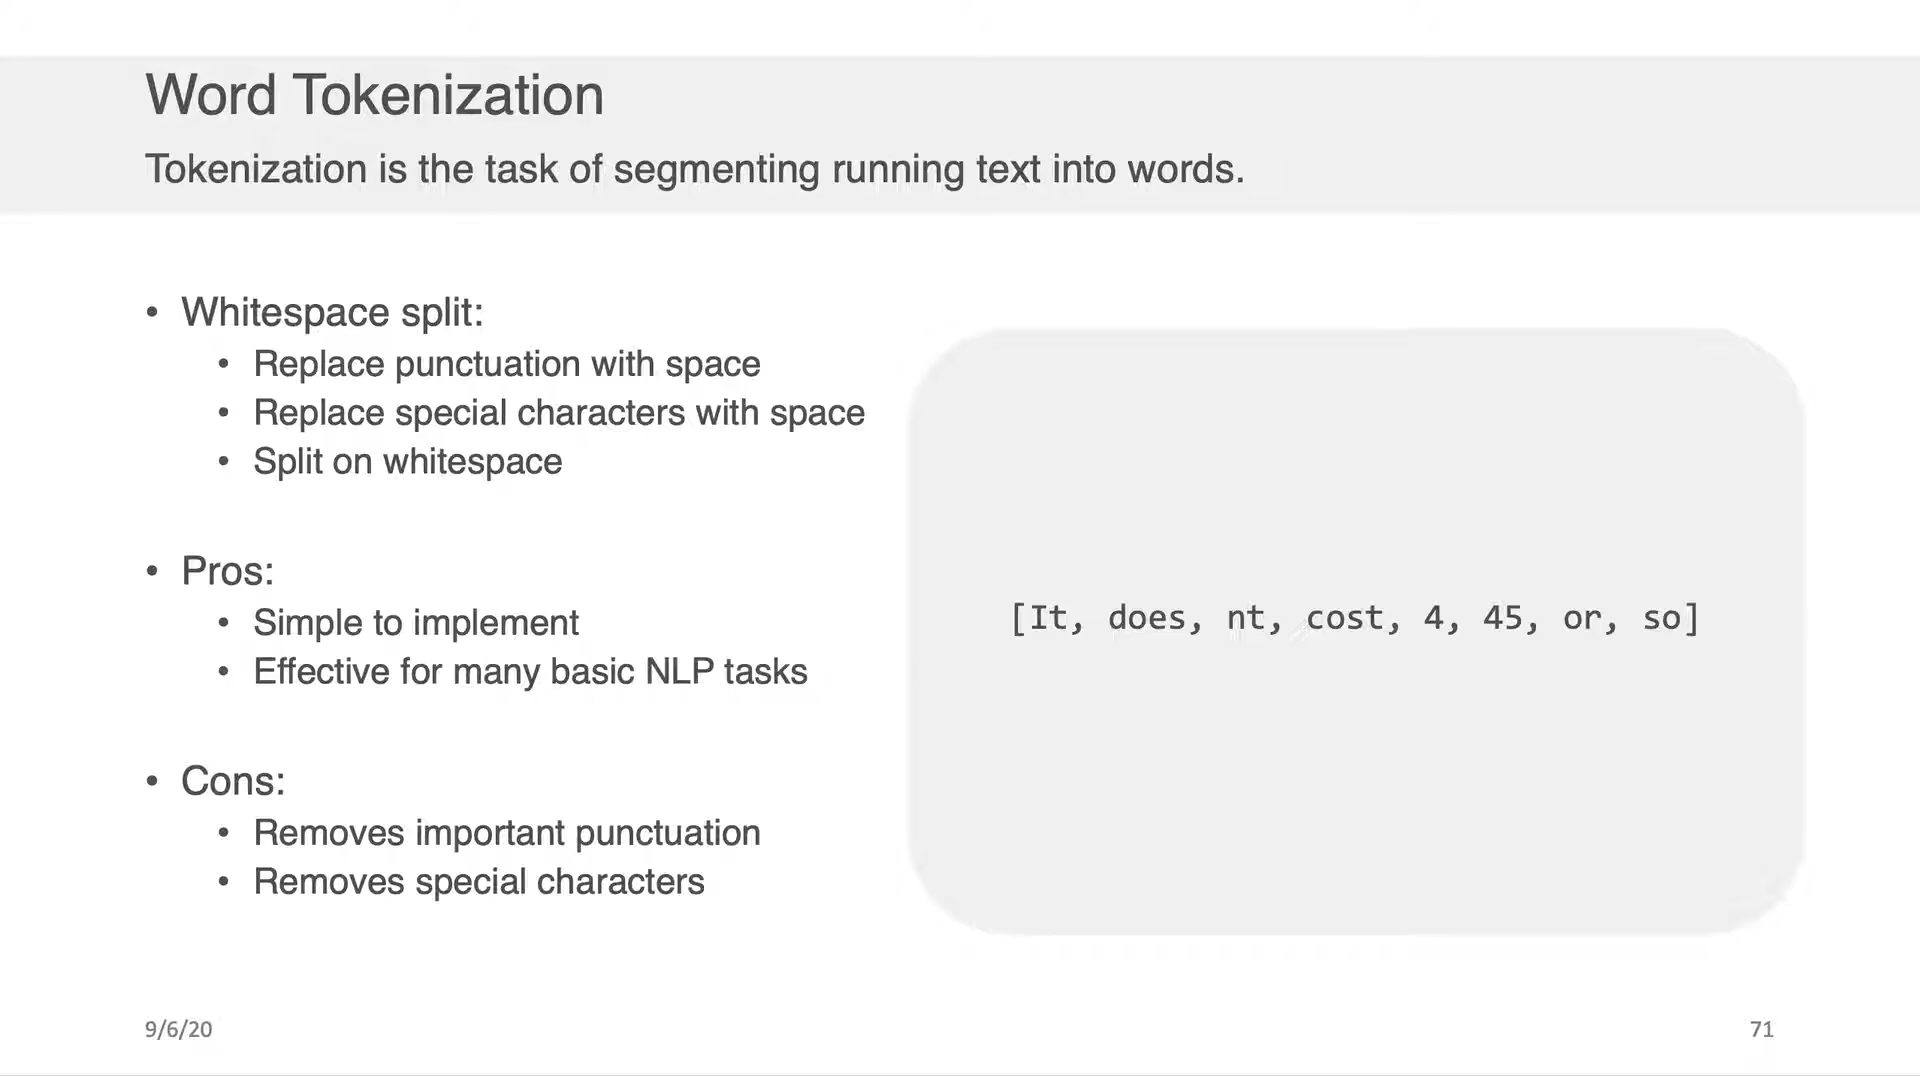 Word Tokenization
Tokenization is the task of segmenting running text into words.
• Whitespace split:
• Replace punctuation with space
• Replace special characters with space
• Split on whitespace
• Pros:
• Simple to implement
• Effective for many basic NLP tasks
• Cons:
• Removes important punctuation
• Removes special characters
[It, does, nt, cost, 4, 45, or, so]
9/6/20
71